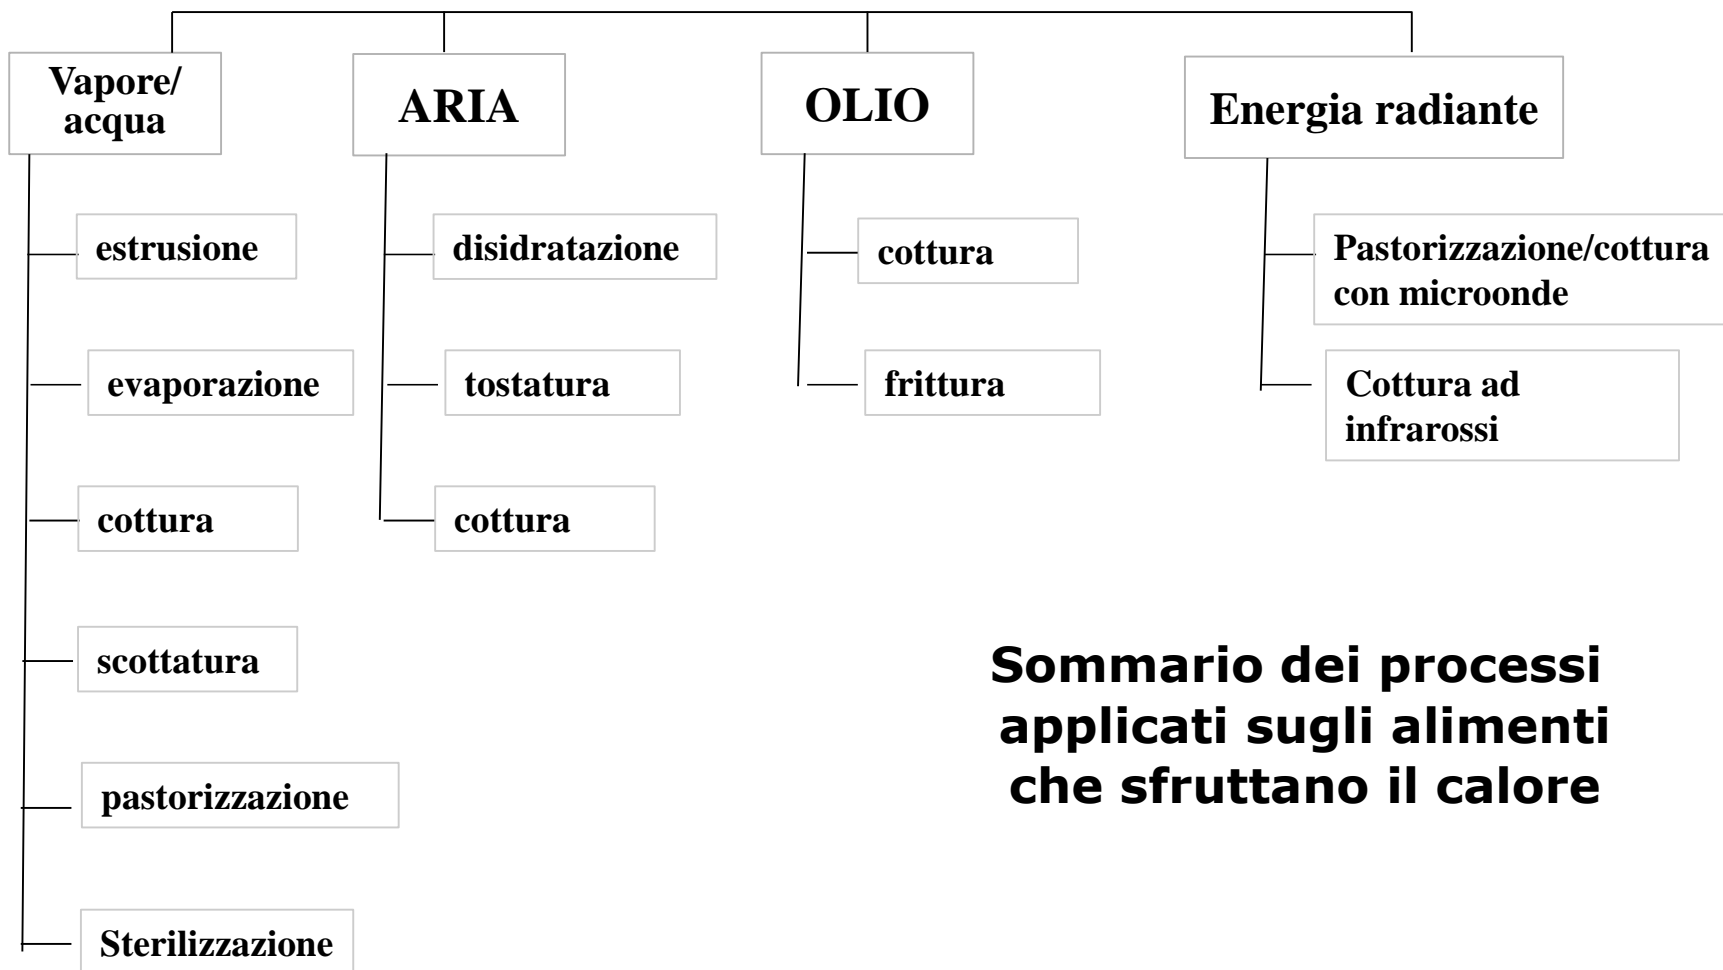 Vapore/
acqua
ARIA
OLIO
Energia radiante
estrusione
evaporazione
cottura
scottatura
pastorizzazione
Sterilizzazione
disidratazione
tostatura
cottura
cottura
frittura
Pastorizzazione/cottura
con microonde
Cottura ad
infrarossi
Sommario dei processi
applicati sugli alimenti
che sfruttano il calore